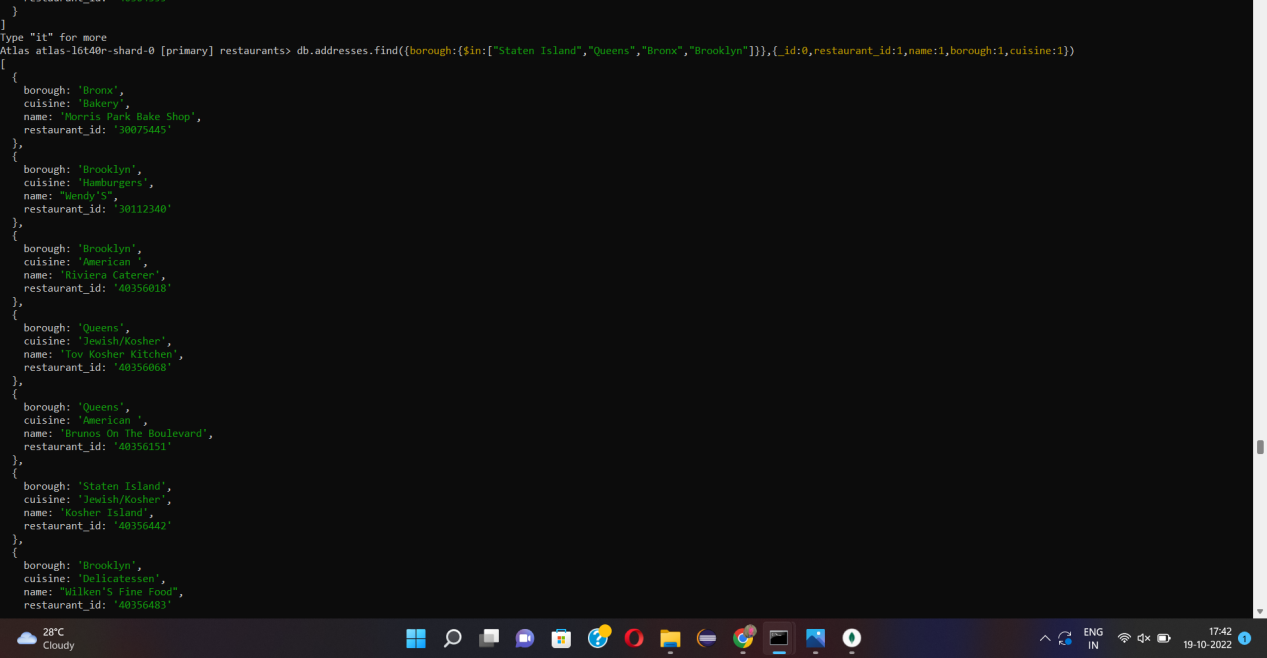 }
]
Type "it" for more
Atlas atlas-l6t40r-shard-0 [primary] restaurants> db.addresses.find({borough:{$in:["Staten Island","Queens","Bronx","Brooklyn"]}},{_id:0,restaurant_id:1,name:1,borough:1,cuisine:1})
[
{
borough: 'Bronx',
cuisine: 'Bakery',
name: 'Morris Park Bake Shop',
restaurant_id: '30075445'
},
{
borough: 'Brooklyn',
cuisine: 'Hamburgers',
name: "Wendy'S",
restaurant_id: '30112340'
},
{
borough: 'Brooklyn',
cuisine: 'American ',
name: 'Riviera Caterer',
restaurant_id: '40356018'
},
{
borough: 'Queens',
cuisine: 'Jewish/Kosher',
name: 'Tov Kosher Kitchen',
restaurant_id: '40356068'
},
{
borough: 'Queens',
cuisine: 'American ',
name: 'Brunos On The Boulevard',
restaurant_id: '40356151'
},
{
borough: 'Staten Island',
cuisine: 'Jewish/Kosher',
name: 'Kosher Island',
restaurant_id: '40356442'
},
{
borough: 'Brooklyn',
cuisine: 'Delicatessen',
name: "Wilken'S Fine Food",
restaurant_id: '40356483'
28°C
Cloudy
ENG
IN
17:42
19-10-2022
1